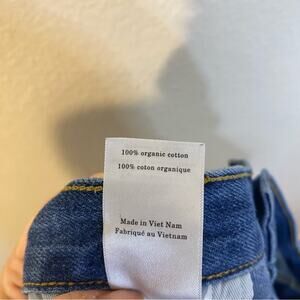 100% organic cotton
100% coton organique
Made in Viet Nam
Fabriqué au Vietnam